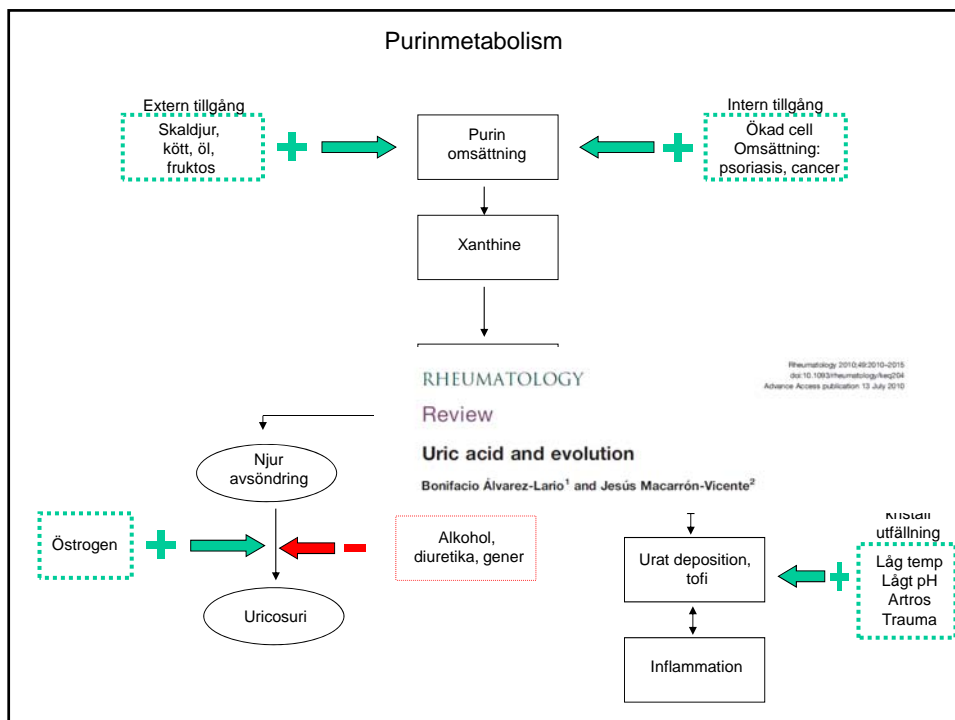 Purinmetabolism
Extern tillgång
Skaldjur,
kött, öl,
fruktos
Purin
omsättning
Intern tillgång
Ökad cell
Omsättning:
psoriasis, cancer
Xanthine
RHEUMATOLOGY
Rheumatology 2010;49:2010–2015
doi:10.1093/rheumatology/keq204
Advance Access publication 13 July 2010
Review
Uric acid and evolution
Bonifacio Álvarez-Lario1 and Jesús Macarrón-Vicente2
Njur
avsöndring
Östrogen
Alkohol,
diuretika, gener
Uricosuri
Urat deposition,
tofi
kristall
utfällning
Låg temp
Lågt pH
Artros
Trauma
Inflammation